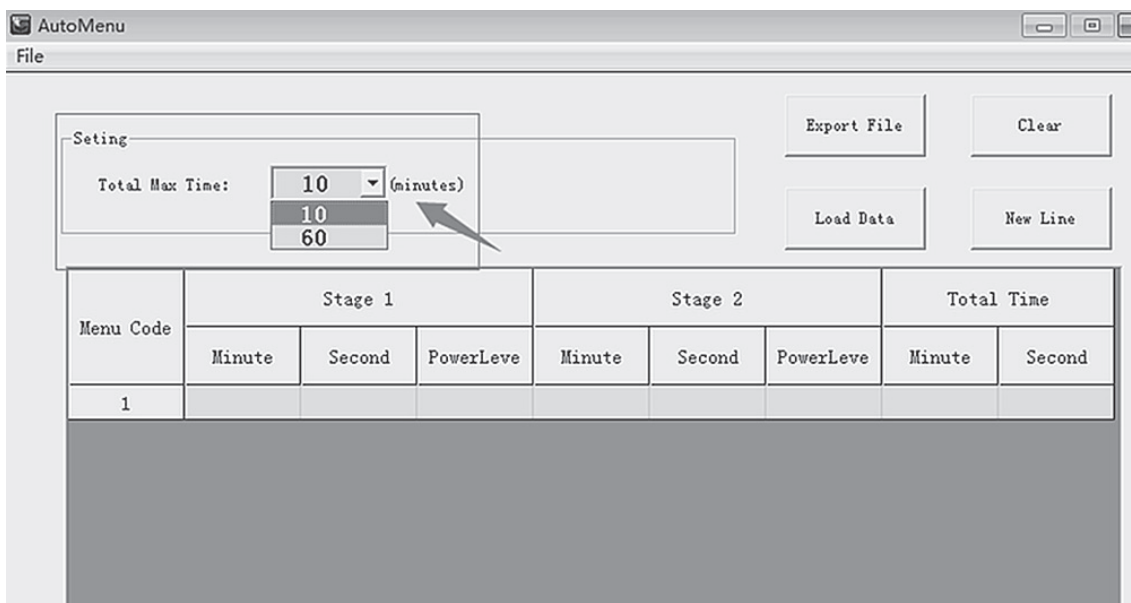 AutoMenu
File
Export File
Clear
Seting
Total Max Time:
10
(minutes)
10
60
Load Data
New Line
Menu Code
Stage 1
Stage 2
Total Time
Minute
Second
PowerLeve
Minute
Second
PowerLeve
Minute
Second
1